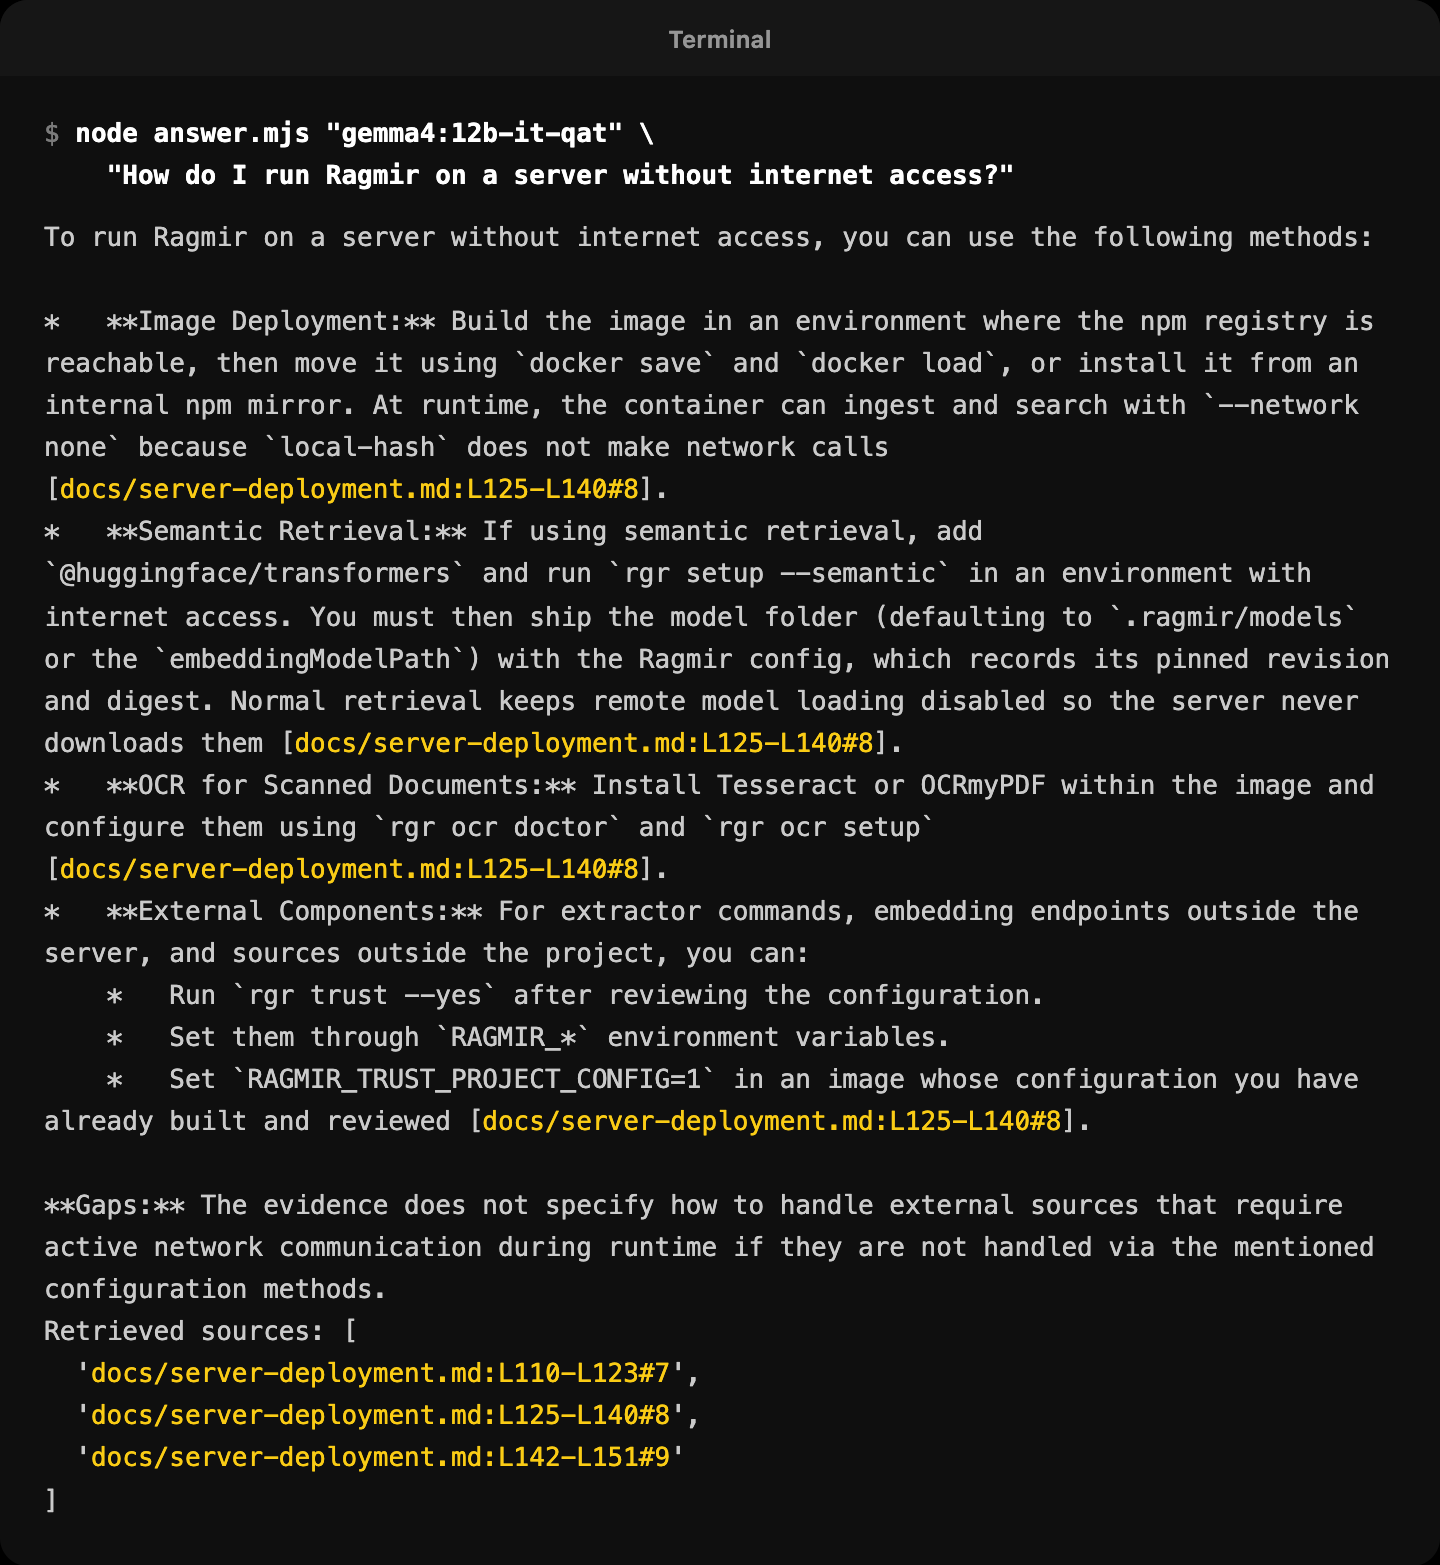 Terminal
$ node answer.mjs "gemma4:12b-it-qat" \
    "How do I run Ragmir on a server without internet access?"
To run Ragmir on a server without internet access, you can use the following methods:

*   **Image Deployment:** Build the image in an environment where the npm registry is
reachable, then move it using `docker save` and `docker load`, or install it from an
internal npm mirror. At runtime, the container can ingest and search with `--network
none` because `local-hash` does not make network calls
[docs/server-deployment.md:L125-L140#8].
*   **Semantic Retrieval:** If using semantic retrieval, add
`@huggingface/transformers` and run `rgr setup --semantic` in an environment with
internet access. You must then ship the model folder (defaulting to `.ragmir/models`
or the `embeddingModelPath`) with the Ragmir config, which records its pinned revision
and digest. Normal retrieval keeps remote model loading disabled so the server never
downloads them [docs/server-deployment.md:L125-L140#8].
*   **OCR for Scanned Documents:** Install Tesseract or OCRmyPDF within the image and
configure them using `rgr ocr doctor` and `rgr ocr setup`
[docs/server-deployment.md:L125-L140#8].
*   **External Components:** For extractor commands, embedding endpoints outside the
server, and sources outside the project, you can:
    *   Run `rgr trust --yes` after reviewing the configuration.
    *   Set them through `RAGMIR_*` environment variables.
    *   Set `RAGMIR_TRUST_PROJECT_CONFIG=1` in an image whose configuration you have
already built and reviewed [docs/server-deployment.md:L125-L140#8].

**Gaps:** The evidence does not specify how to handle external sources that require
active network communication during runtime if they are not handled via the mentioned
configuration methods.
Retrieved sources: [
  'docs/server-deployment.md:L110-L123#7',
  'docs/server-deployment.md:L125-L140#8',
  'docs/server-deployment.md:L142-L151#9'
]